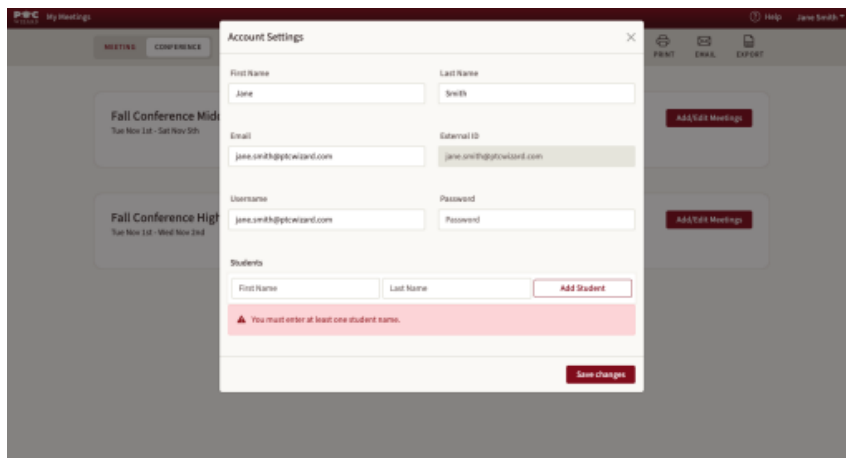 PTC WIZARD My Meetings Help Jane Smith
MEETING CONFERENCE PRINT EMAIL EXPORT
Account Settings
First Name Last Name
Jane Smith
Fall Conference Midd Add/Edit Meetings
Tue Nov 1st - Sat Nov 5th
Email External ID
jane.smith@ptcwizard.com jane.smith@ptcwizard.com
Username Password
jane.smith@ptcwizard.com Password
Fall Conference High Add/Edit Meetings
Tue Nov 1st - Wed Nov 2nd
Students
First Name Last Name Add Student
You must enter at least one student name.
Save changes